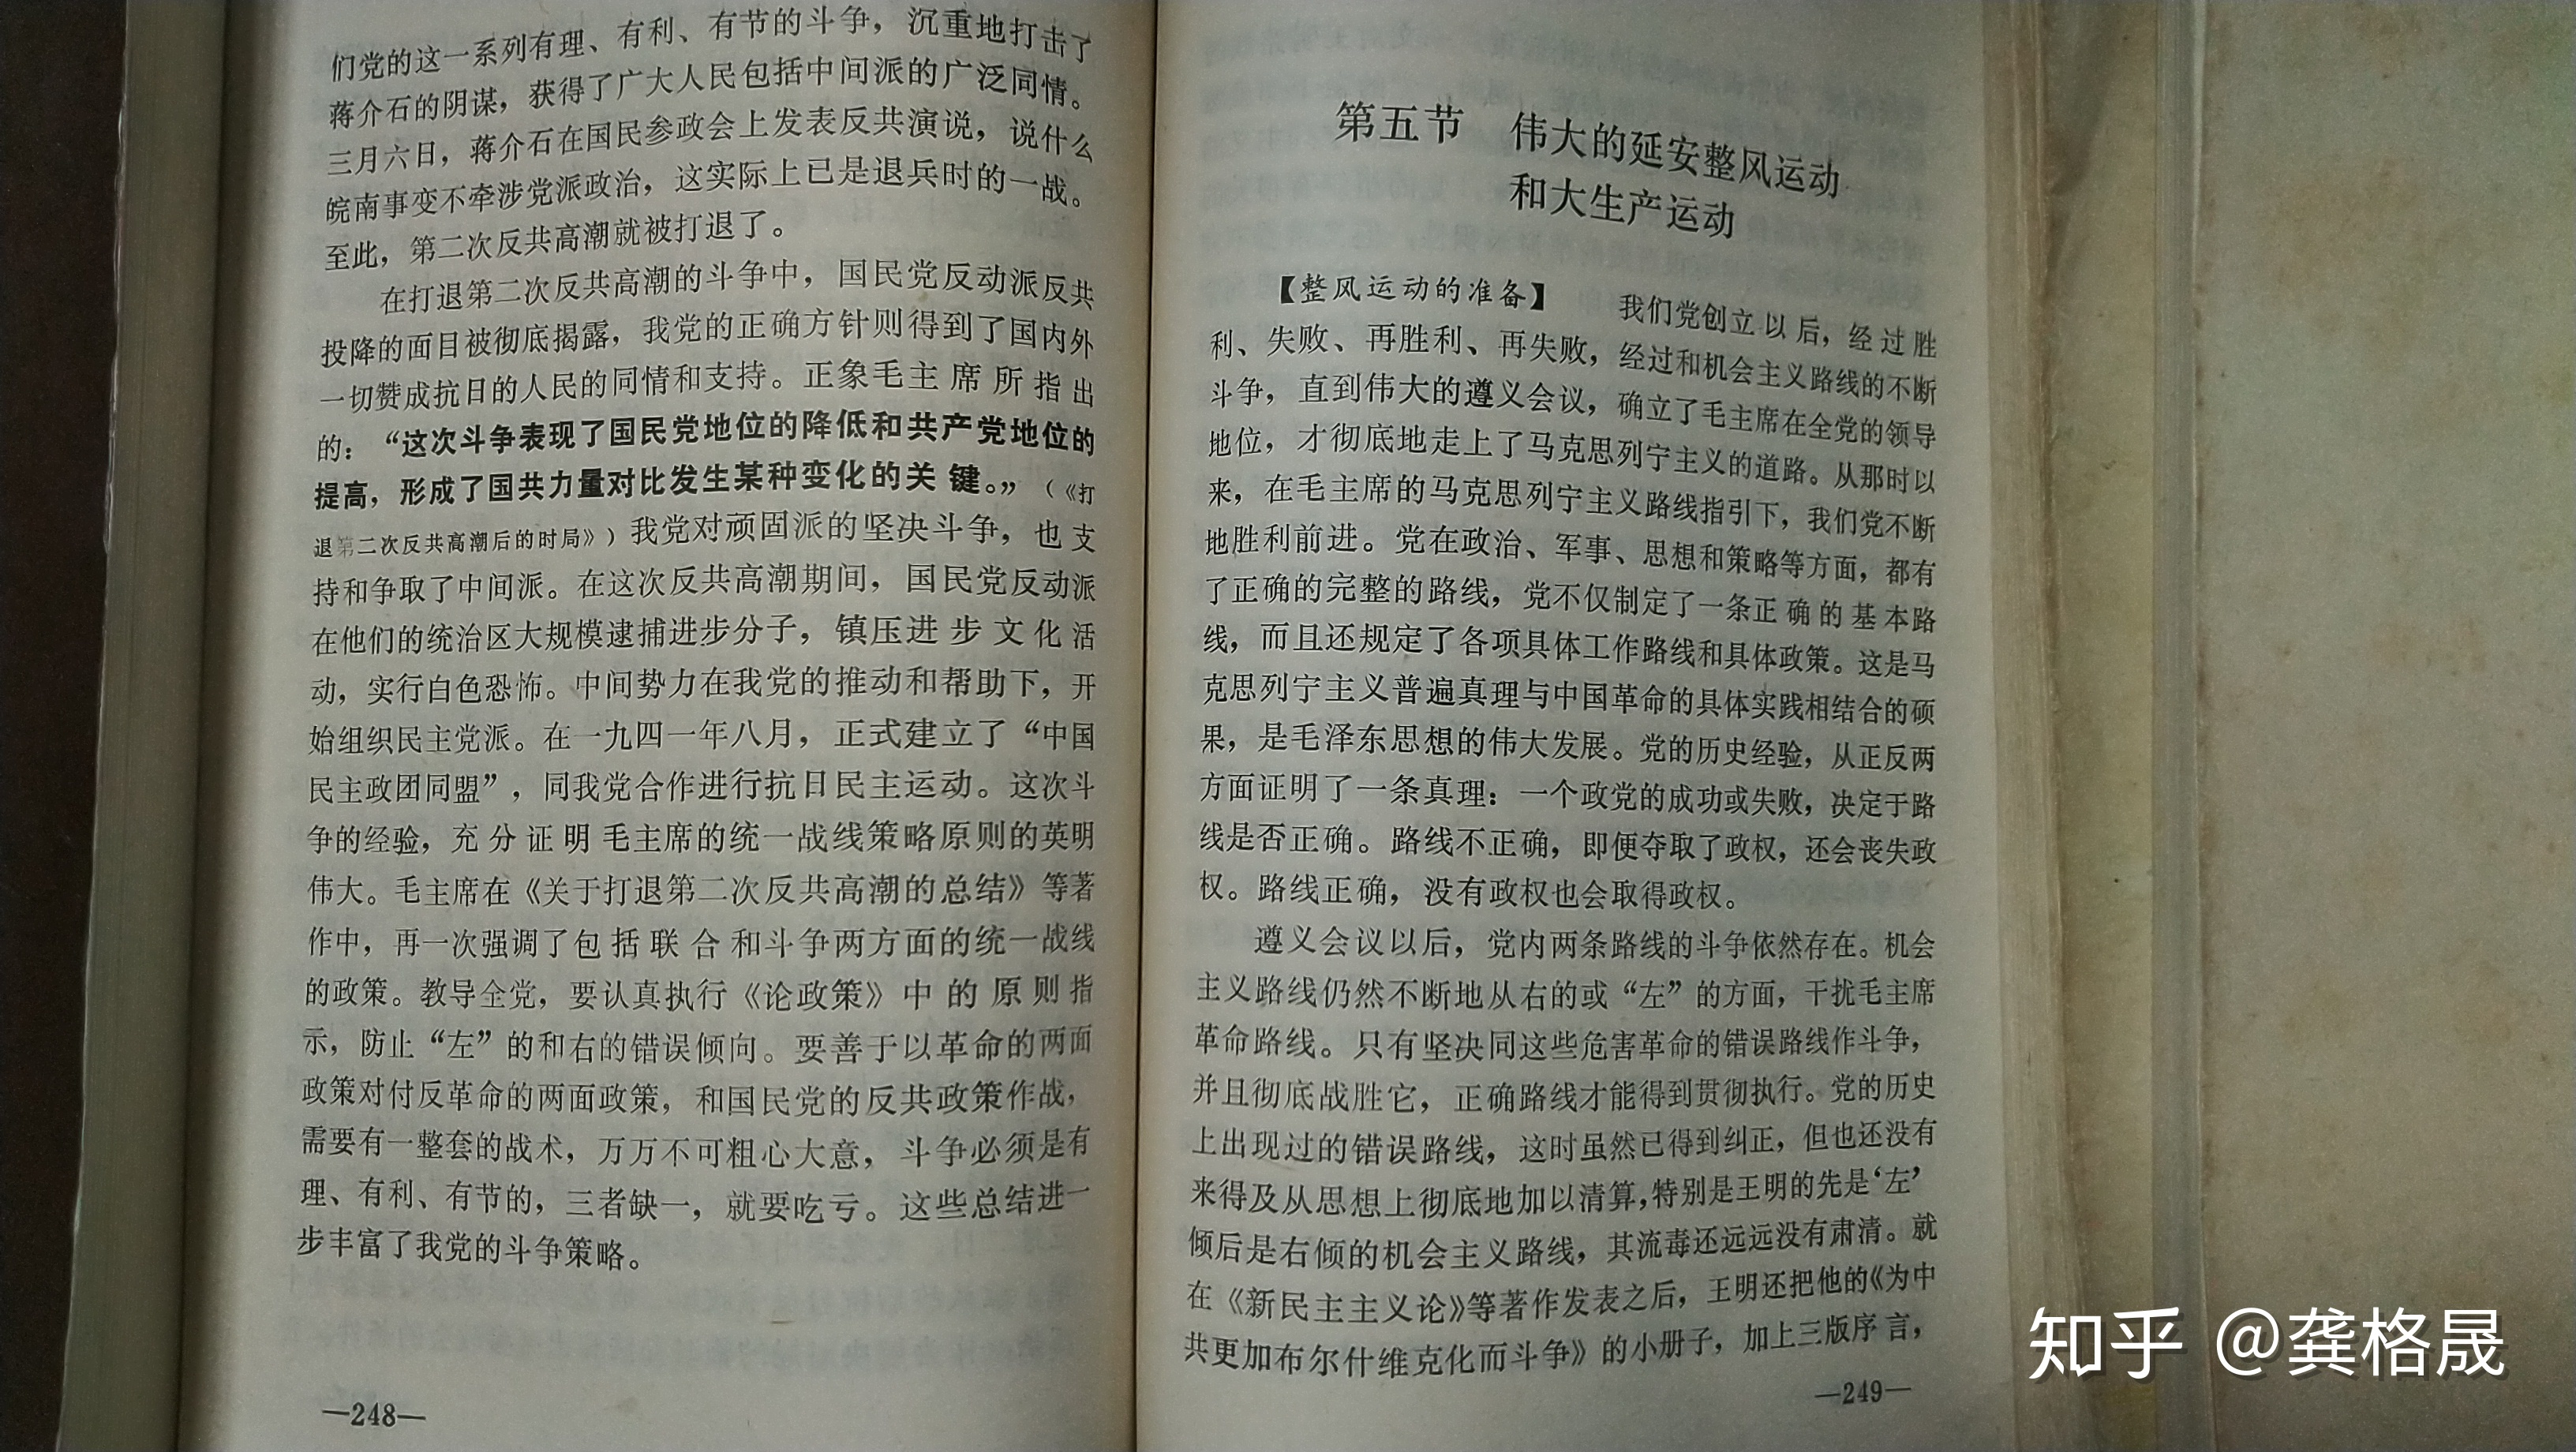 们党的这一系列有理、有利、有节的斗争，沉重地打击了
蒋介石的阴谋，获得了广大人民包括中间派的广泛同情。
三月六日，蒋介石在国民参政会上发表反共演说，说什么
皖南事变不牵涉党派政治，这实际上已是退兵时的一战。
至此，第二次反共高潮就被打退了。
在打退第二次反共高潮的斗争中，国民党反动派反共
投降的面目被彻底揭露，我党的正确方针则得到了国内外
一切赞成抗日的人民的同情和支持。正象毛主席所指出
的：“这次斗争表现了国民党地位的降低和共产党地位的
提高，形成了国共力量对比发生某种变化的关键。”（《打
退第二次反共高潮后的时局》）我党对顽固派的坚决斗争，也支
持和争取了中间派。在这次反共高潮期间，国民党反动派
在他们的统治区大规模逮捕进步分子，镇压进步文化活
动，实行白色恐怖。中间势力在我党的推动和帮助下，开
始组织民主党派。在一九四一年八月，正式建立了“中国
民主政团同盟”，同我党合作进行抗日民主运动。这次斗
争的经验，充分证明毛主席的统一战线策略原则的英明
伟大。毛主席在《关于打退第二次反共高潮的总结》等著
作中，再一次强调了包括联合和斗争两方面的统一战线
的政策。教导全党，要认真执行《论政策》中的原则指
示，防止“左”的和右的错误倾向。要善于以革命的两面
政策对付反革命的两面政策，和国民党的反共政策作战，
需要有一整套的战术，万万不可粗心大意，斗争必须是有
理、有利、有节的，三者缺一，就要吃亏。这些总结进一
步丰富了我党的斗争策略。
—248—
第五节　伟大的延安整风运动
和大生产运动
【整风运动的准备】　　我们党创立以后，经过胜
利、失败、再胜利、再失败，经过和机会主义路线的不断
斗争，直到伟大的遵义会议，确立了毛主席在全党的领导
地位，才彻底地走上了马克思列宁主义的道路。从那时以
来，在毛主席的马克思列宁主义路线指引下，我们党不断
地胜利前进。党在政治、军事、思想和策略等方面，都有
了正确的完整的路线，党不仅制定了一条正确的基本路
线，而且还规定了各项具体工作路线和具体政策。这是马
克思列宁主义普遍真理与中国革命的具体实践相结合的硕
果，是毛泽东思想的伟大发展。党的历史经验，从正反两
方面证明了一条真理：一个政党的成功或失败，决定于路
线是否正确。路线不正确，即便夺取了政权，还会丧失政
权。路线正确，没有政权也会取得政权。
遵义会议以后，党内两条路线的斗争依然存在。机会
主义路线仍然不断地从右的或“左”的方面，干扰毛主席
革命路线。只有坚决同这些危害革命的错误路线作斗争，
并且彻底战胜它，正确路线才能得到贯彻执行。党的历史
上出现过的错误路线，这时虽然已得到纠正，但也还没有
来得及从思想上彻底地加以清算，特别是王明的先是‘左’
倾后是右倾的机会主义路线，其流毒还远远没有肃清。就
在《新民主主义论》等著作发表之后，王明还把他的《为中
共更加布尔什维克化而斗争》的小册子，加上三版序言，
—249—
知乎 @龚格晟